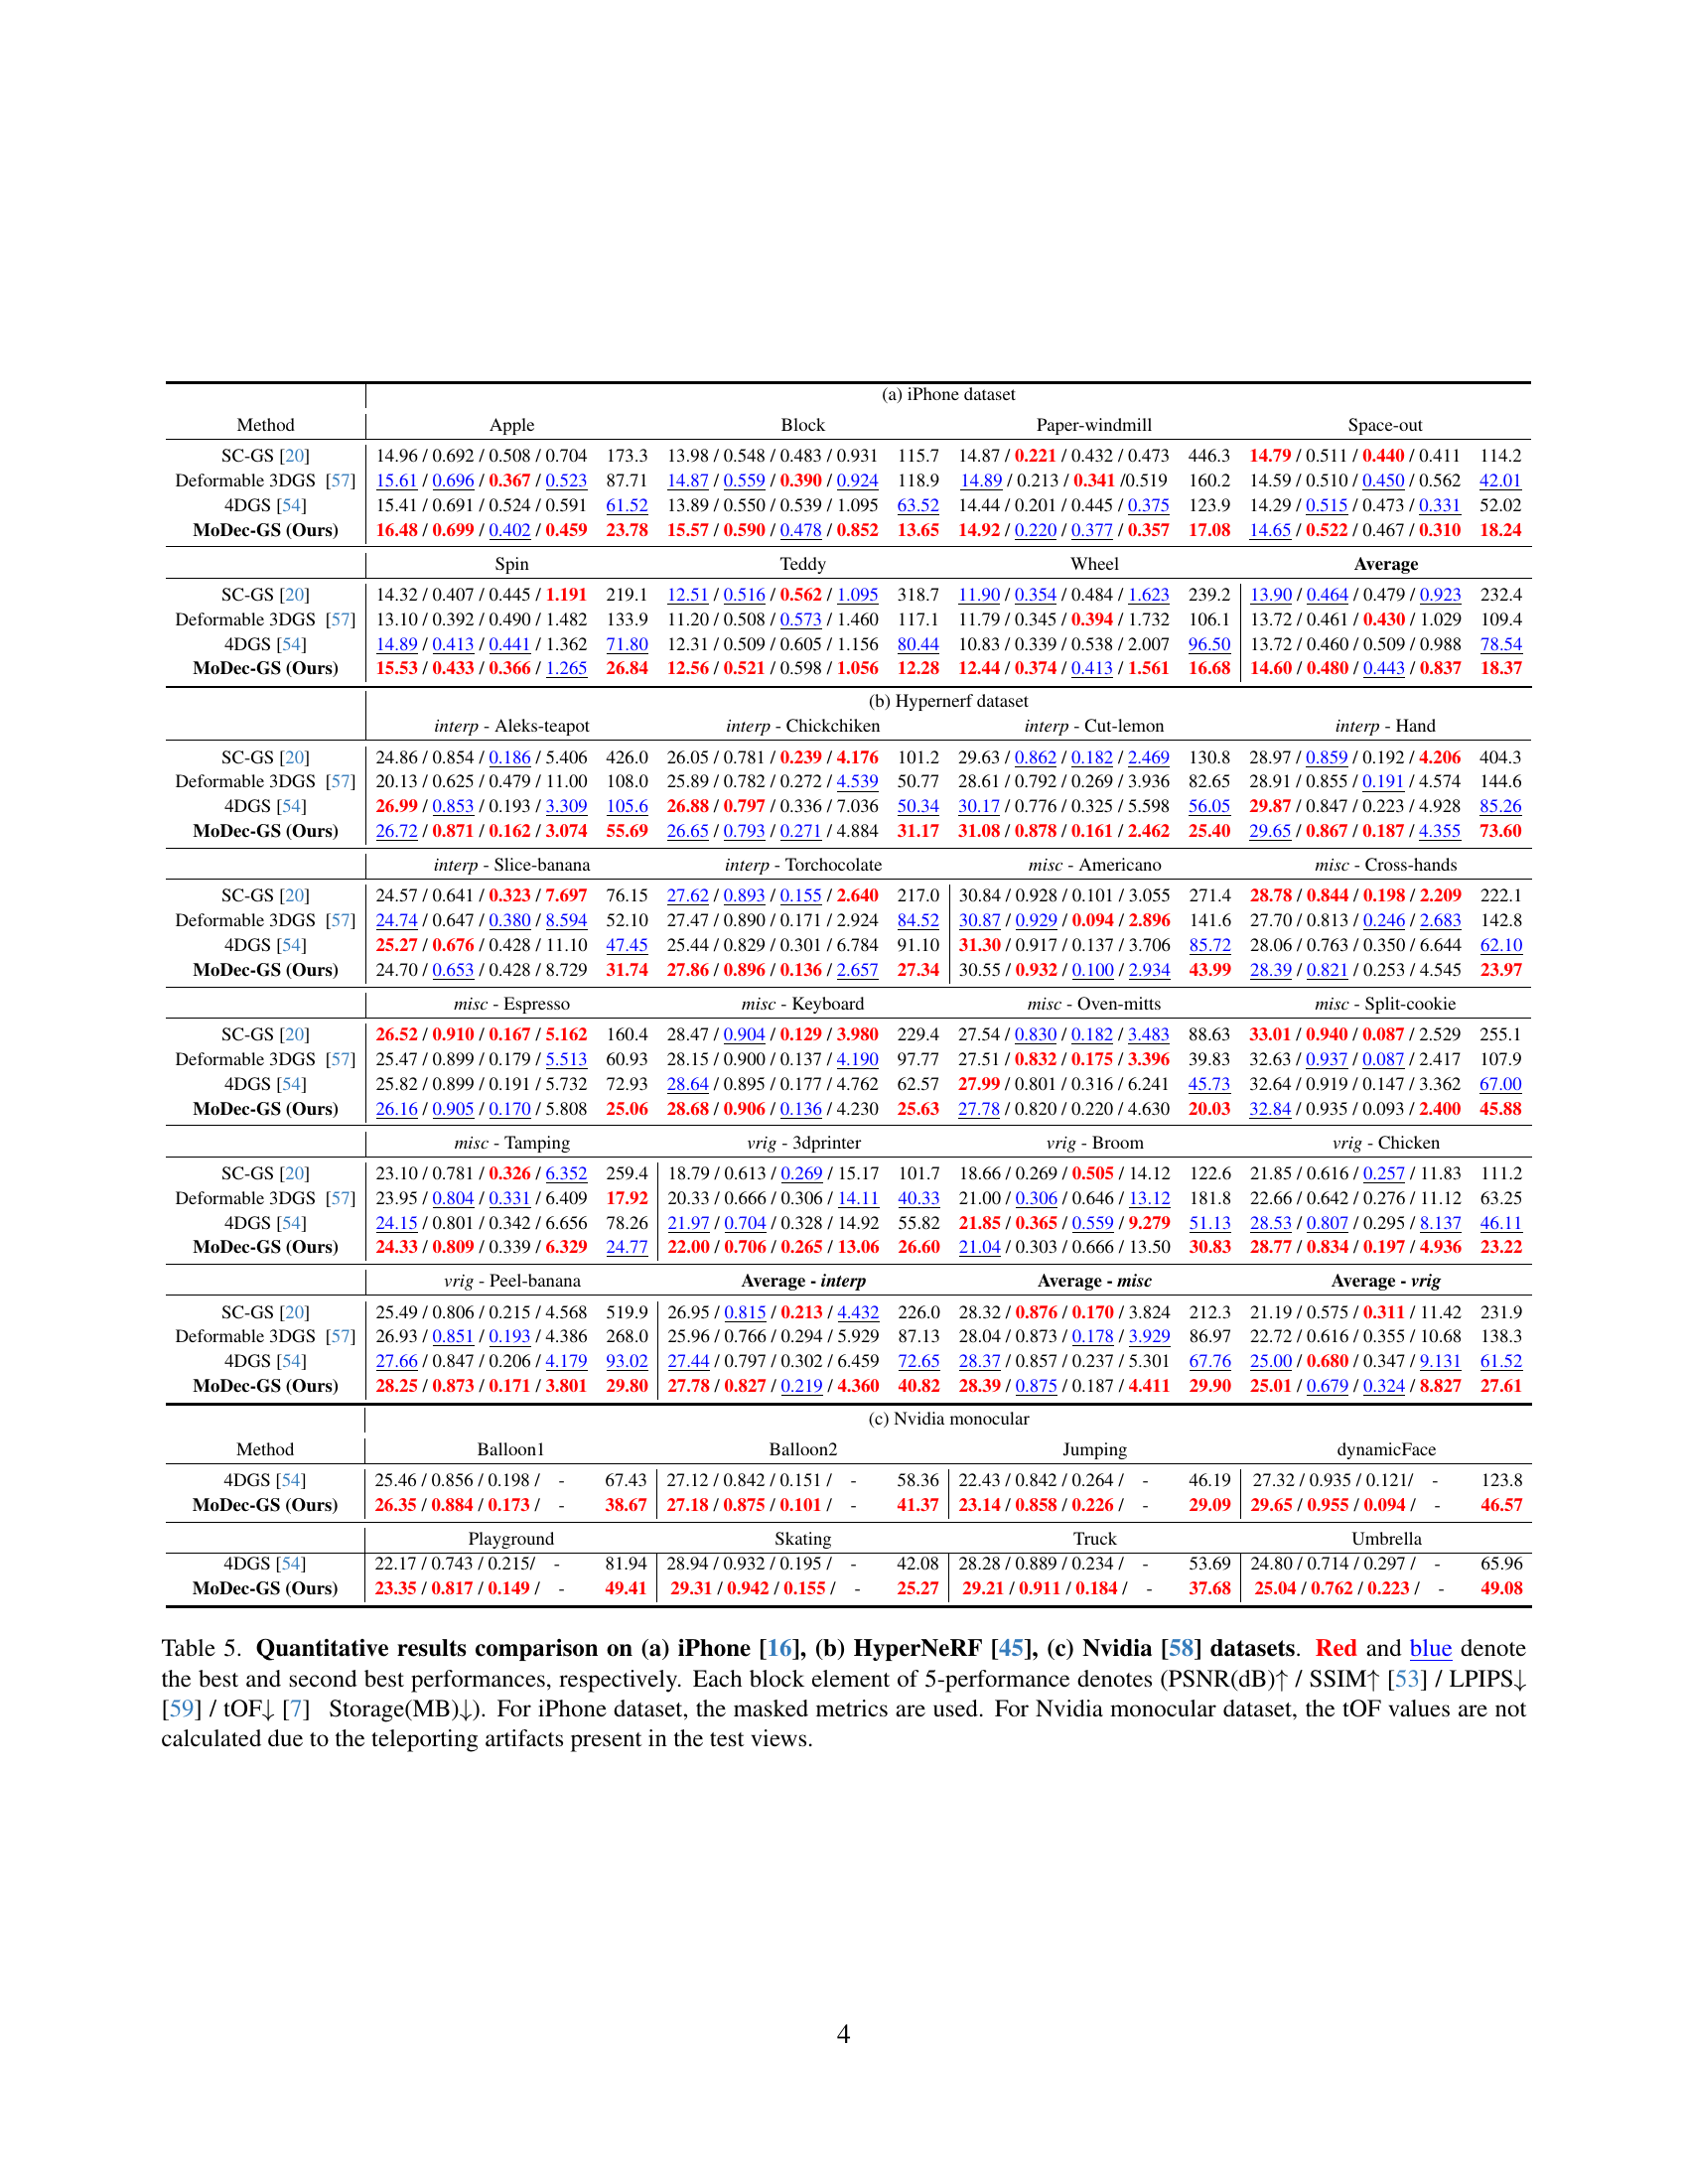 (a) iPhone dataset
Method Apple Block Paper-windmill Space-out
SC-GS [20] 14.96 / 0.692 / 0.508 / 0.704 173.3 13.98 / 0.548 / 0.483 / 0.931 115.7 14.87 / 0.221 / 0.432 / 0.473 446.3 14.79 / 0.511 / 0.440 / 0.411 114.2
Deformable 3DGS [57] 15.61 / 0.696 / 0.367 / 0.523 87.71 14.87 / 0.559 / 0.390 / 0.924 118.9 14.89 / 0.213 / 0.341 /0.519 160.2 14.59 / 0.510 / 0.450 / 0.562 42.01
4DGS [54] 15.41 / 0.691 / 0.524 / 0.591 61.52 13.89 / 0.550 / 0.539 / 1.095 63.52 14.44 / 0.201 / 0.445 / 0.375 123.9 14.29 / 0.515 / 0.473 / 0.331 52.02
MoDec-GS (Ours) 16.48 / 0.699 / 0.402 / 0.459 23.78 15.57 / 0.590 / 0.478 / 0.852 13.65 14.92 / 0.220 / 0.377 / 0.357 17.08 14.65 / 0.522 / 0.467 / 0.310 18.24
Spin Teddy Wheel Average
SC-GS [20] 14.32 / 0.407 / 0.445 / 1.191 219.1 12.51 / 0.516 / 0.562 / 1.095 318.7 11.90 / 0.354 / 0.484 / 1.623 239.2 13.90 / 0.464 / 0.479 / 0.923 232.4
Deformable 3DGS [57] 13.10 / 0.392 / 0.490 / 1.482 133.9 11.20 / 0.508 / 0.573 / 1.460 117.1 11.79 / 0.345 / 0.394 / 1.732 106.1 13.72 / 0.461 / 0.430 / 1.029 109.4
4DGS [54] 14.89 / 0.413 / 0.441 / 1.362 71.80 12.31 / 0.509 / 0.605 / 1.156 80.44 10.83 / 0.339 / 0.538 / 2.007 96.50 13.72 / 0.460 / 0.509 / 0.988 78.54
MoDec-GS (Ours) 15.53 / 0.433 / 0.366 / 1.265 26.84 12.56 / 0.521 / 0.598 / 1.056 12.28 12.44 / 0.374 / 0.413 / 1.561 16.68 14.60 / 0.480 / 0.443 / 0.837 18.37
(b) Hypernerf dataset
interp - Aleks-teapot interp - Chickchiken interp - Cut-lemon interp - Hand
SC-GS [20] 24.86 / 0.854 / 0.186 / 5.406 426.0 26.05 / 0.781 / 0.239 / 4.176 101.2 29.63 / 0.862 / 0.182 / 2.469 130.8 28.97 / 0.859 / 0.192 / 4.206 404.3
Deformable 3DGS [57] 20.13 / 0.625 / 0.479 / 11.00 108.0 25.89 / 0.782 / 0.272 / 4.539 50.77 28.61 / 0.792 / 0.269 / 3.936 82.65 28.91 / 0.855 / 0.191 / 4.574 144.6
4DGS [54] 26.99 / 0.853 / 0.193 / 3.309 105.6 26.88 / 0.797 / 0.336 / 7.036 50.34 30.17 / 0.776 / 0.325 / 5.598 56.05 29.87 / 0.847 / 0.223 / 4.928 85.26
MoDec-GS (Ours) 26.72 / 0.871 / 0.162 / 3.074 55.69 26.65 / 0.793 / 0.271 / 4.884 31.17 31.08 / 0.878 / 0.161 / 2.462 25.40 29.65 / 0.867 / 0.187 / 4.355 73.60
interp - Slice-banana interp - Torchocolate misc - Americano misc - Cross-hands
SC-GS [20] 24.57 / 0.641 / 0.323 / 7.697 76.15 27.62 / 0.893 / 0.155 / 2.640 217.0 30.84 / 0.928 / 0.101 / 3.055 271.4 28.78 / 0.844 / 0.198 / 2.209 222.1
Deformable 3DGS [57] 24.74 / 0.647 / 0.380 / 8.594 52.10 27.47 / 0.890 / 0.171 / 2.924 84.52 30.87 / 0.929 / 0.094 / 2.896 141.6 27.70 / 0.813 / 0.246 / 2.683 142.8
4DGS [54] 25.27 / 0.676 / 0.428 / 11.10 47.45 25.44 / 0.829 / 0.301 / 6.784 91.10 31.30 / 0.917 / 0.137 / 3.706 85.72 28.06 / 0.763 / 0.350 / 6.644 62.10
MoDec-GS (Ours) 24.70 / 0.653 / 0.428 / 8.729 31.74 27.86 / 0.896 / 0.136 / 2.657 27.34 30.55 / 0.932 / 0.100 / 2.934 43.99 28.39 / 0.821 / 0.253 / 4.545 23.97
misc - Espresso misc - Keyboard misc - Oven-mitts misc - Split-cookie
SC-GS [20] 26.52 / 0.910 / 0.167 / 5.162 160.4 28.47 / 0.904 / 0.129 / 3.980 229.4 27.54 / 0.830 / 0.182 / 3.483 88.63 33.01 / 0.940 / 0.087 / 2.529 255.1
Deformable 3DGS [57] 25.47 / 0.899 / 0.179 / 5.513 60.93 28.15 / 0.900 / 0.137 / 4.190 97.77 27.51 / 0.832 / 0.175 / 3.396 39.83 32.63 / 0.937 / 0.087 / 2.417 107.9
4DGS [54] 25.82 / 0.899 / 0.191 / 5.732 72.93 28.64 / 0.895 / 0.177 / 4.762 62.57 27.99 / 0.801 / 0.316 / 6.241 45.73 32.64 / 0.919 / 0.147 / 3.362 67.00
MoDec-GS (Ours) 26.16 / 0.905 / 0.170 / 5.808 25.06 28.68 / 0.906 / 0.136 / 4.230 25.63 27.78 / 0.820 / 0.220 / 4.630 20.03 32.84 / 0.935 / 0.093 / 2.400 45.88
misc - Tamping vrig - 3dprinter vrig - Broom vrig - Chicken
SC-GS [20] 23.10 / 0.781 / 0.326 / 6.352 259.4 18.79 / 0.613 / 0.269 / 15.17 101.7 18.66 / 0.269 / 0.505 / 14.12 122.6 21.85 / 0.616 / 0.257 / 11.83 111.2
Deformable 3DGS [57] 23.95 / 0.804 / 0.331 / 6.409 17.92 20.33 / 0.666 / 0.306 / 14.11 40.33 21.00 / 0.306 / 0.646 / 13.12 181.8 22.66 / 0.642 / 0.276 / 11.12 63.25
4DGS [54] 24.15 / 0.801 / 0.342 / 6.656 78.26 21.97 / 0.704 / 0.328 / 14.92 55.82 21.85 / 0.365 / 0.559 / 9.279 51.13 28.53 / 0.807 / 0.295 / 8.137 46.11
MoDec-GS (Ours) 24.33 / 0.809 / 0.339 / 6.329 24.77 22.00 / 0.706 / 0.265 / 13.06 26.60 21.04 / 0.303 / 0.666 / 13.50 30.83 28.77 / 0.834 / 0.197 / 4.936 23.22
vrig - Peel-banana Average - interp Average - misc Average - vrig
SC-GS [20] 25.49 / 0.806 / 0.215 / 4.568 519.9 26.95 / 0.815 / 0.213 / 4.432 226.0 28.32 / 0.876 / 0.170 / 3.824 212.3 21.19 / 0.575 / 0.311 / 11.42 231.9
Deformable 3DGS [57] 26.93 / 0.851 / 0.193 / 4.386 268.0 25.96 / 0.766 / 0.294 / 5.929 87.13 28.04 / 0.873 / 0.178 / 3.929 86.97 22.72 / 0.616 / 0.355 / 10.68 138.3
4DGS [54] 27.66 / 0.847 / 0.206 / 4.179 93.02 27.44 / 0.797 / 0.302 / 6.459 72.65 28.37 / 0.857 / 0.237 / 5.301 67.76 25.00 / 0.680 / 0.347 / 9.131 61.52
MoDec-GS (Ours) 28.25 / 0.873 / 0.171 / 3.801 29.80 27.78 / 0.827 / 0.219 / 4.360 40.82 28.39 / 0.875 / 0.187 / 4.411 29.90 25.01 / 0.679 / 0.324 / 8.827 27.61
(c) Nvidia monocular
Method Balloon1 Balloon2 Jumping dynamicFace
4DGS [54] 25.46 / 0.856 / 0.198 / - 67.43 27.12 / 0.842 / 0.151 / - 58.36 22.43 / 0.842 / 0.264 / - 46.19 27.32 / 0.935 / 0.121/ - 123.8
MoDec-GS (Ours) 26.35 / 0.884 / 0.173 / - 38.67 27.18 / 0.875 / 0.101 / - 41.37 23.14 / 0.858 / 0.226 / - 29.09 29.65 / 0.955 / 0.094 / - 46.57
Playground Skating Truck Umbrella
4DGS [54] 22.17 / 0.743 / 0.215/ - 81.94 28.94 / 0.932 / 0.195 / - 42.08 28.28 / 0.889 / 0.234 / - 53.69 24.80 / 0.714 / 0.297 / - 65.96
MoDec-GS (Ours) 23.35 / 0.817 / 0.149 / - 49.41 29.31 / 0.942 / 0.155 / - 25.27 29.21 / 0.911 / 0.184 / - 37.68 25.04 / 0.762 / 0.223 / - 49.08
Table 5. Quantitative results comparison on (a) iPhone [16], (b) HyperNeRF [45], (c) Nvidia [58] datasets. Red and blue denote
the best and second best performances, respectively. Each block element of 5-performance denotes (PSNR(dB)↑ / SSIM↑ [53] / LPIPS↓
[59] / tOF↓ [7] Storage(MB)↓). For iPhone dataset, the masked metrics are used. For Nvidia monocular dataset, the tOF values are not
calculated due to the teleporting artifacts present in the test views.
4